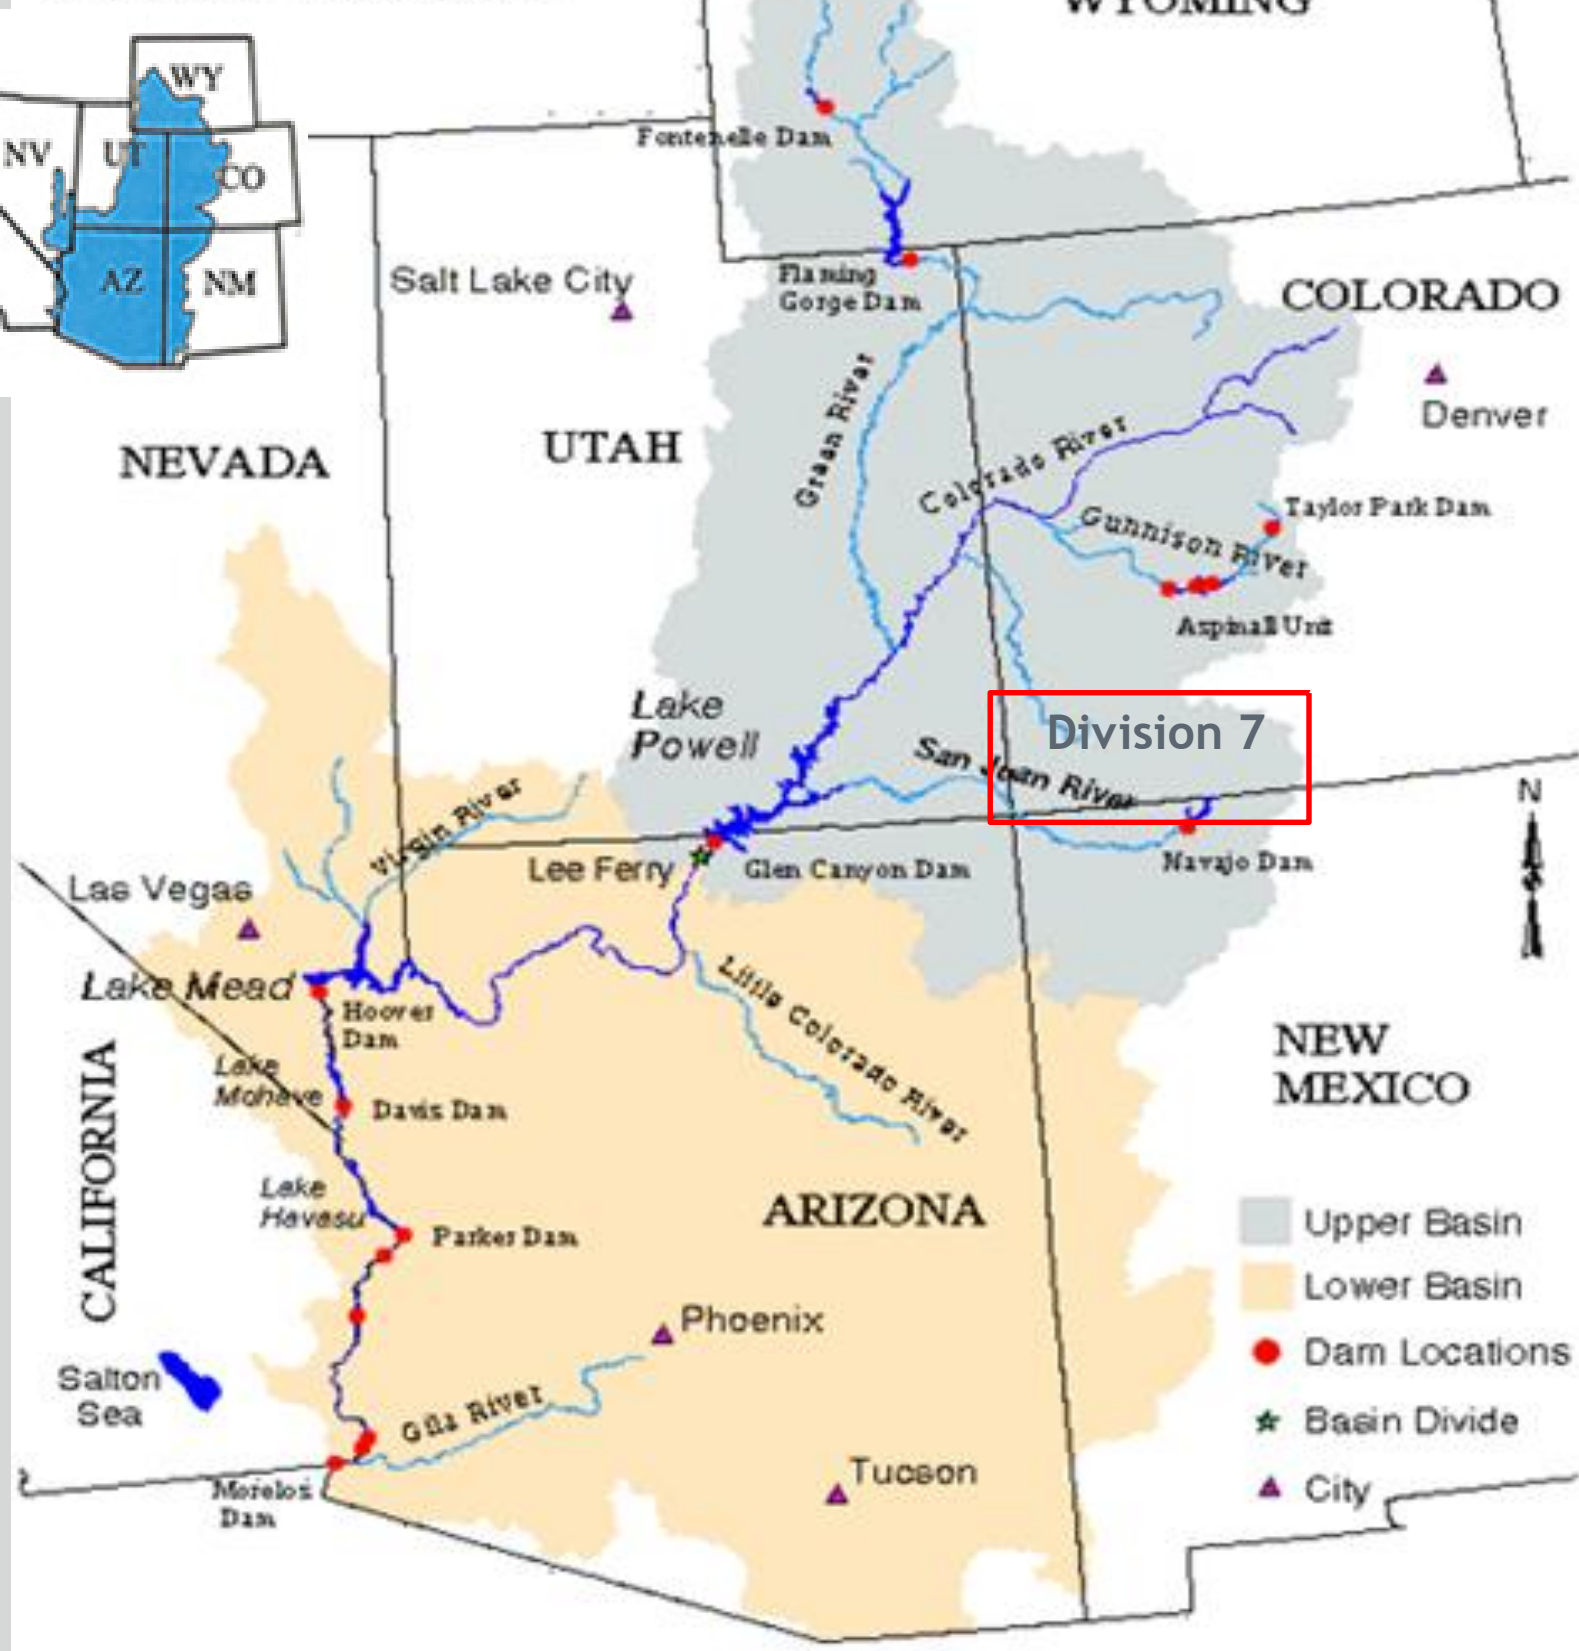 WYOMING
WY
NV
UT
CO
AZ
NM
Fontenelle Dam
Salt Lake City
Flaming
Gorge Dam
COLORADO
Denver
NEVADA
UTAH
Green River
Colorado River
Taylor Park Dam
Gunnison River
Aspinall Unit
Lake
Powell
Division 7
San Juan River
N
Virgin River
Lee Ferry
Glen Canyon Dam
Navajo Dam
Las Vegas
Lake Mead
Hoover
Dam
Little Colorado River
NEW
MEXICO
CALIFORNIA
Lake
Mohave
Davis Dam
Lake
Havasu
Parker Dam
ARIZONA
Upper Basin
Lower Basin
Phoenix
Dam Locations
Salton
Sea
Gila River
Basin Divide
Tucson
City
Morelos
Dam